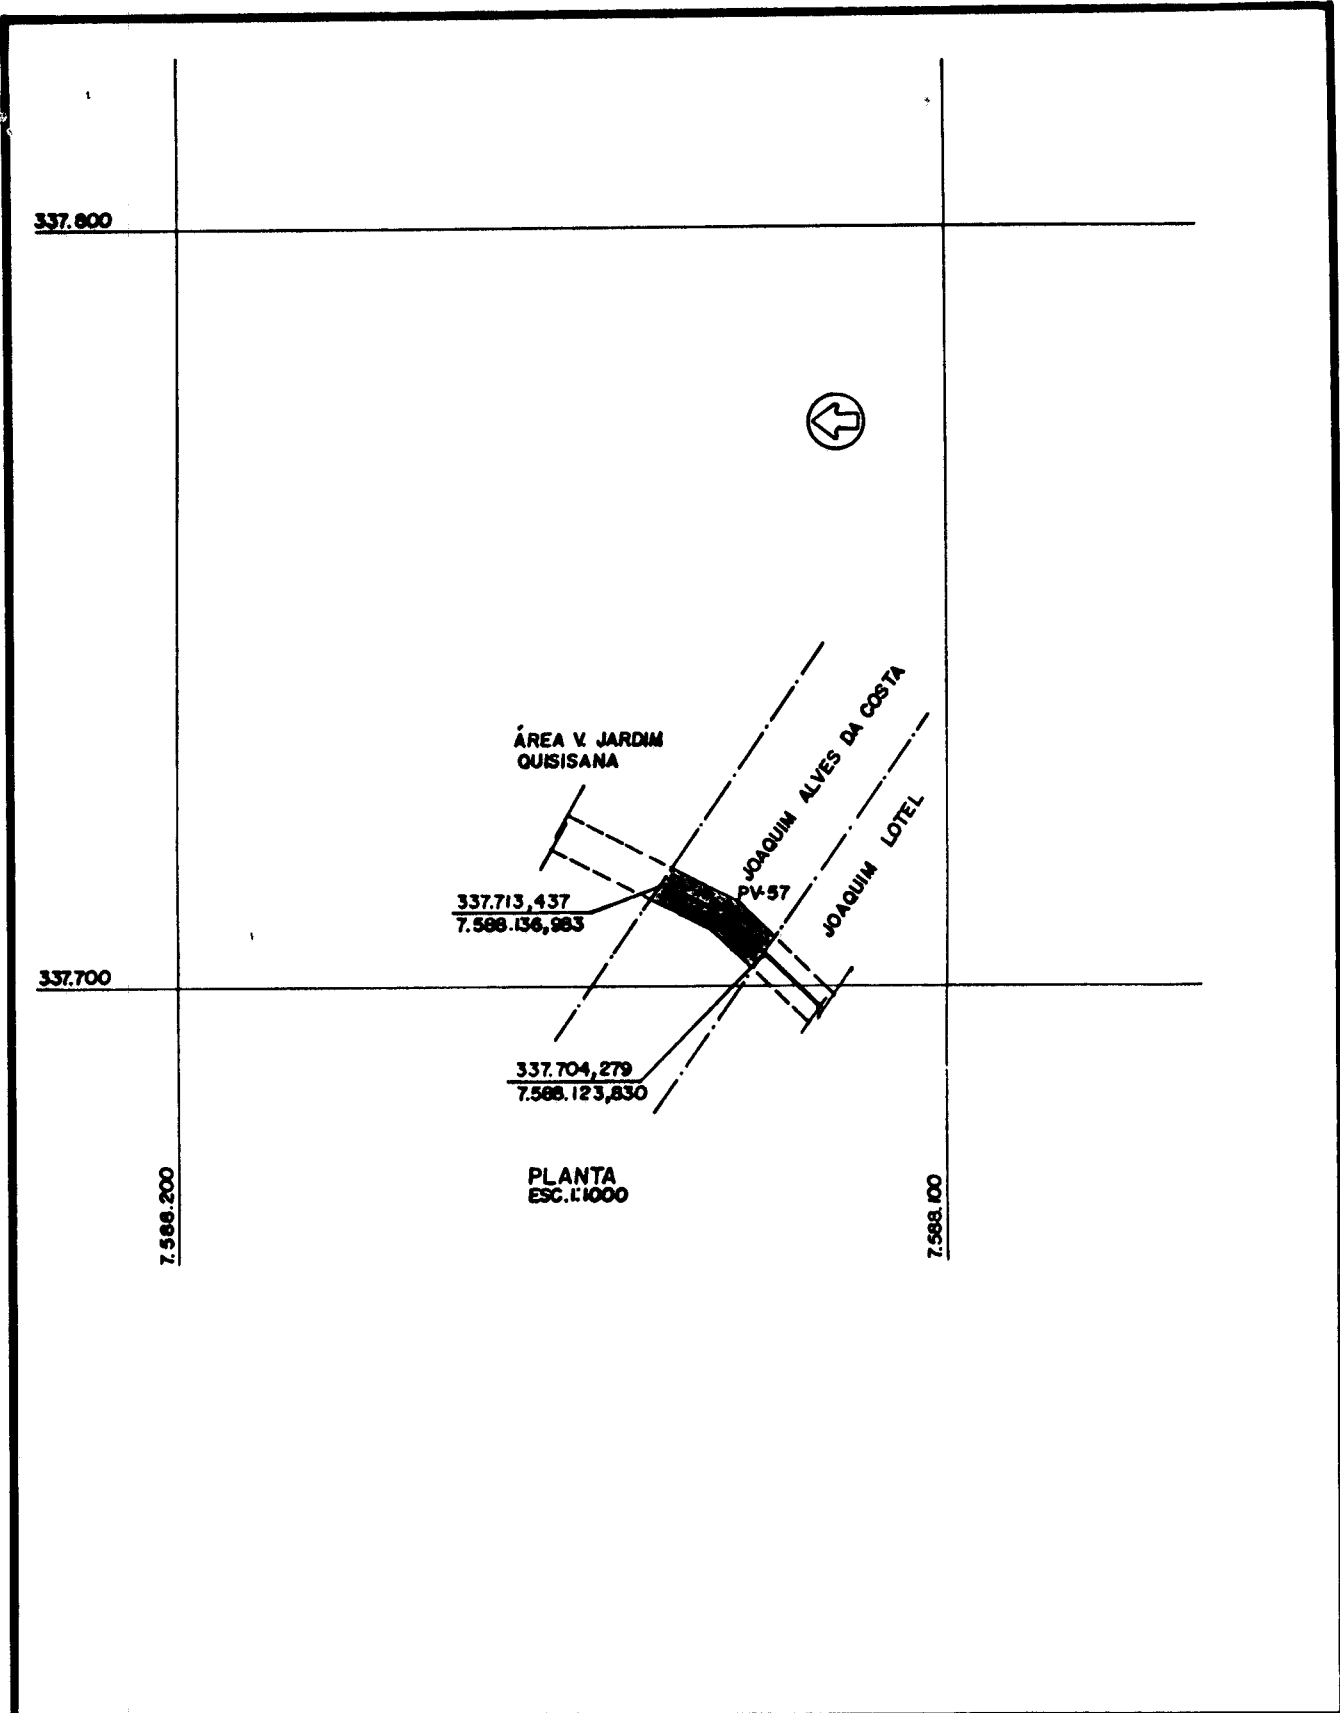 337.800
ÁREA V. JARDIM
QUISISANA
JOAQUIM ALVES DA COSTA
JOAQUIM LOTEL
PV-57
337.713,437
7.588.136,983
337.700
337.704,279
7.588.123,830
PLANTA
ESC.1:1000
7.588.200
7.588.100